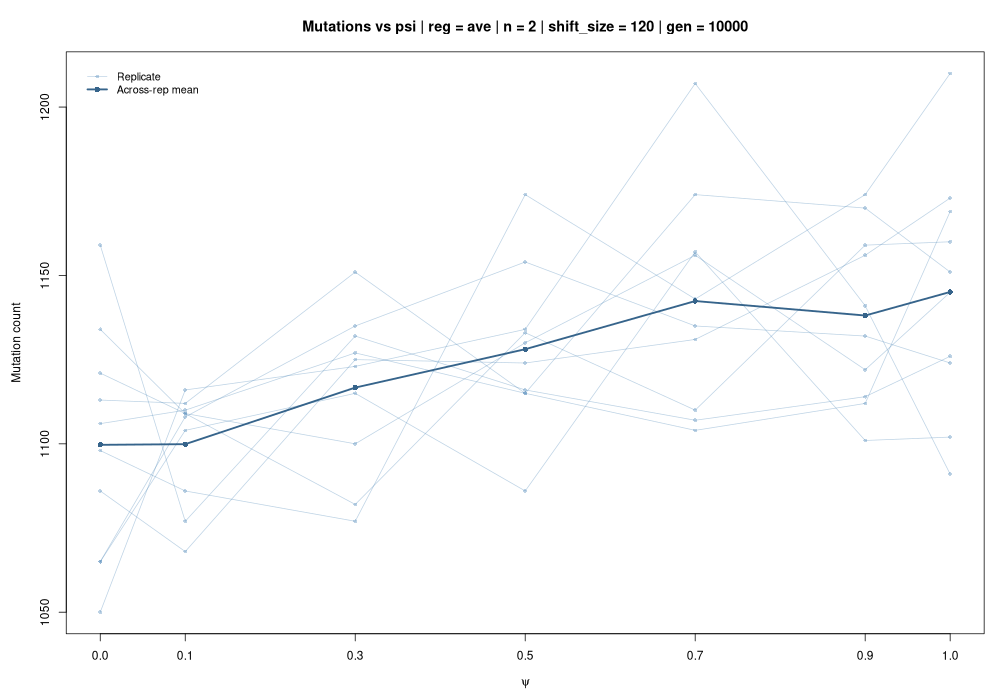 Mutations vs psi | reg = ave | n = 2 | shift_size = 120 | gen = 10000
Replicate
Across-rep mean
Mutation count
1200
1150
1100
1050
0.0 0.1 0.3 0.5 0.7 0.9 1.0
ψ